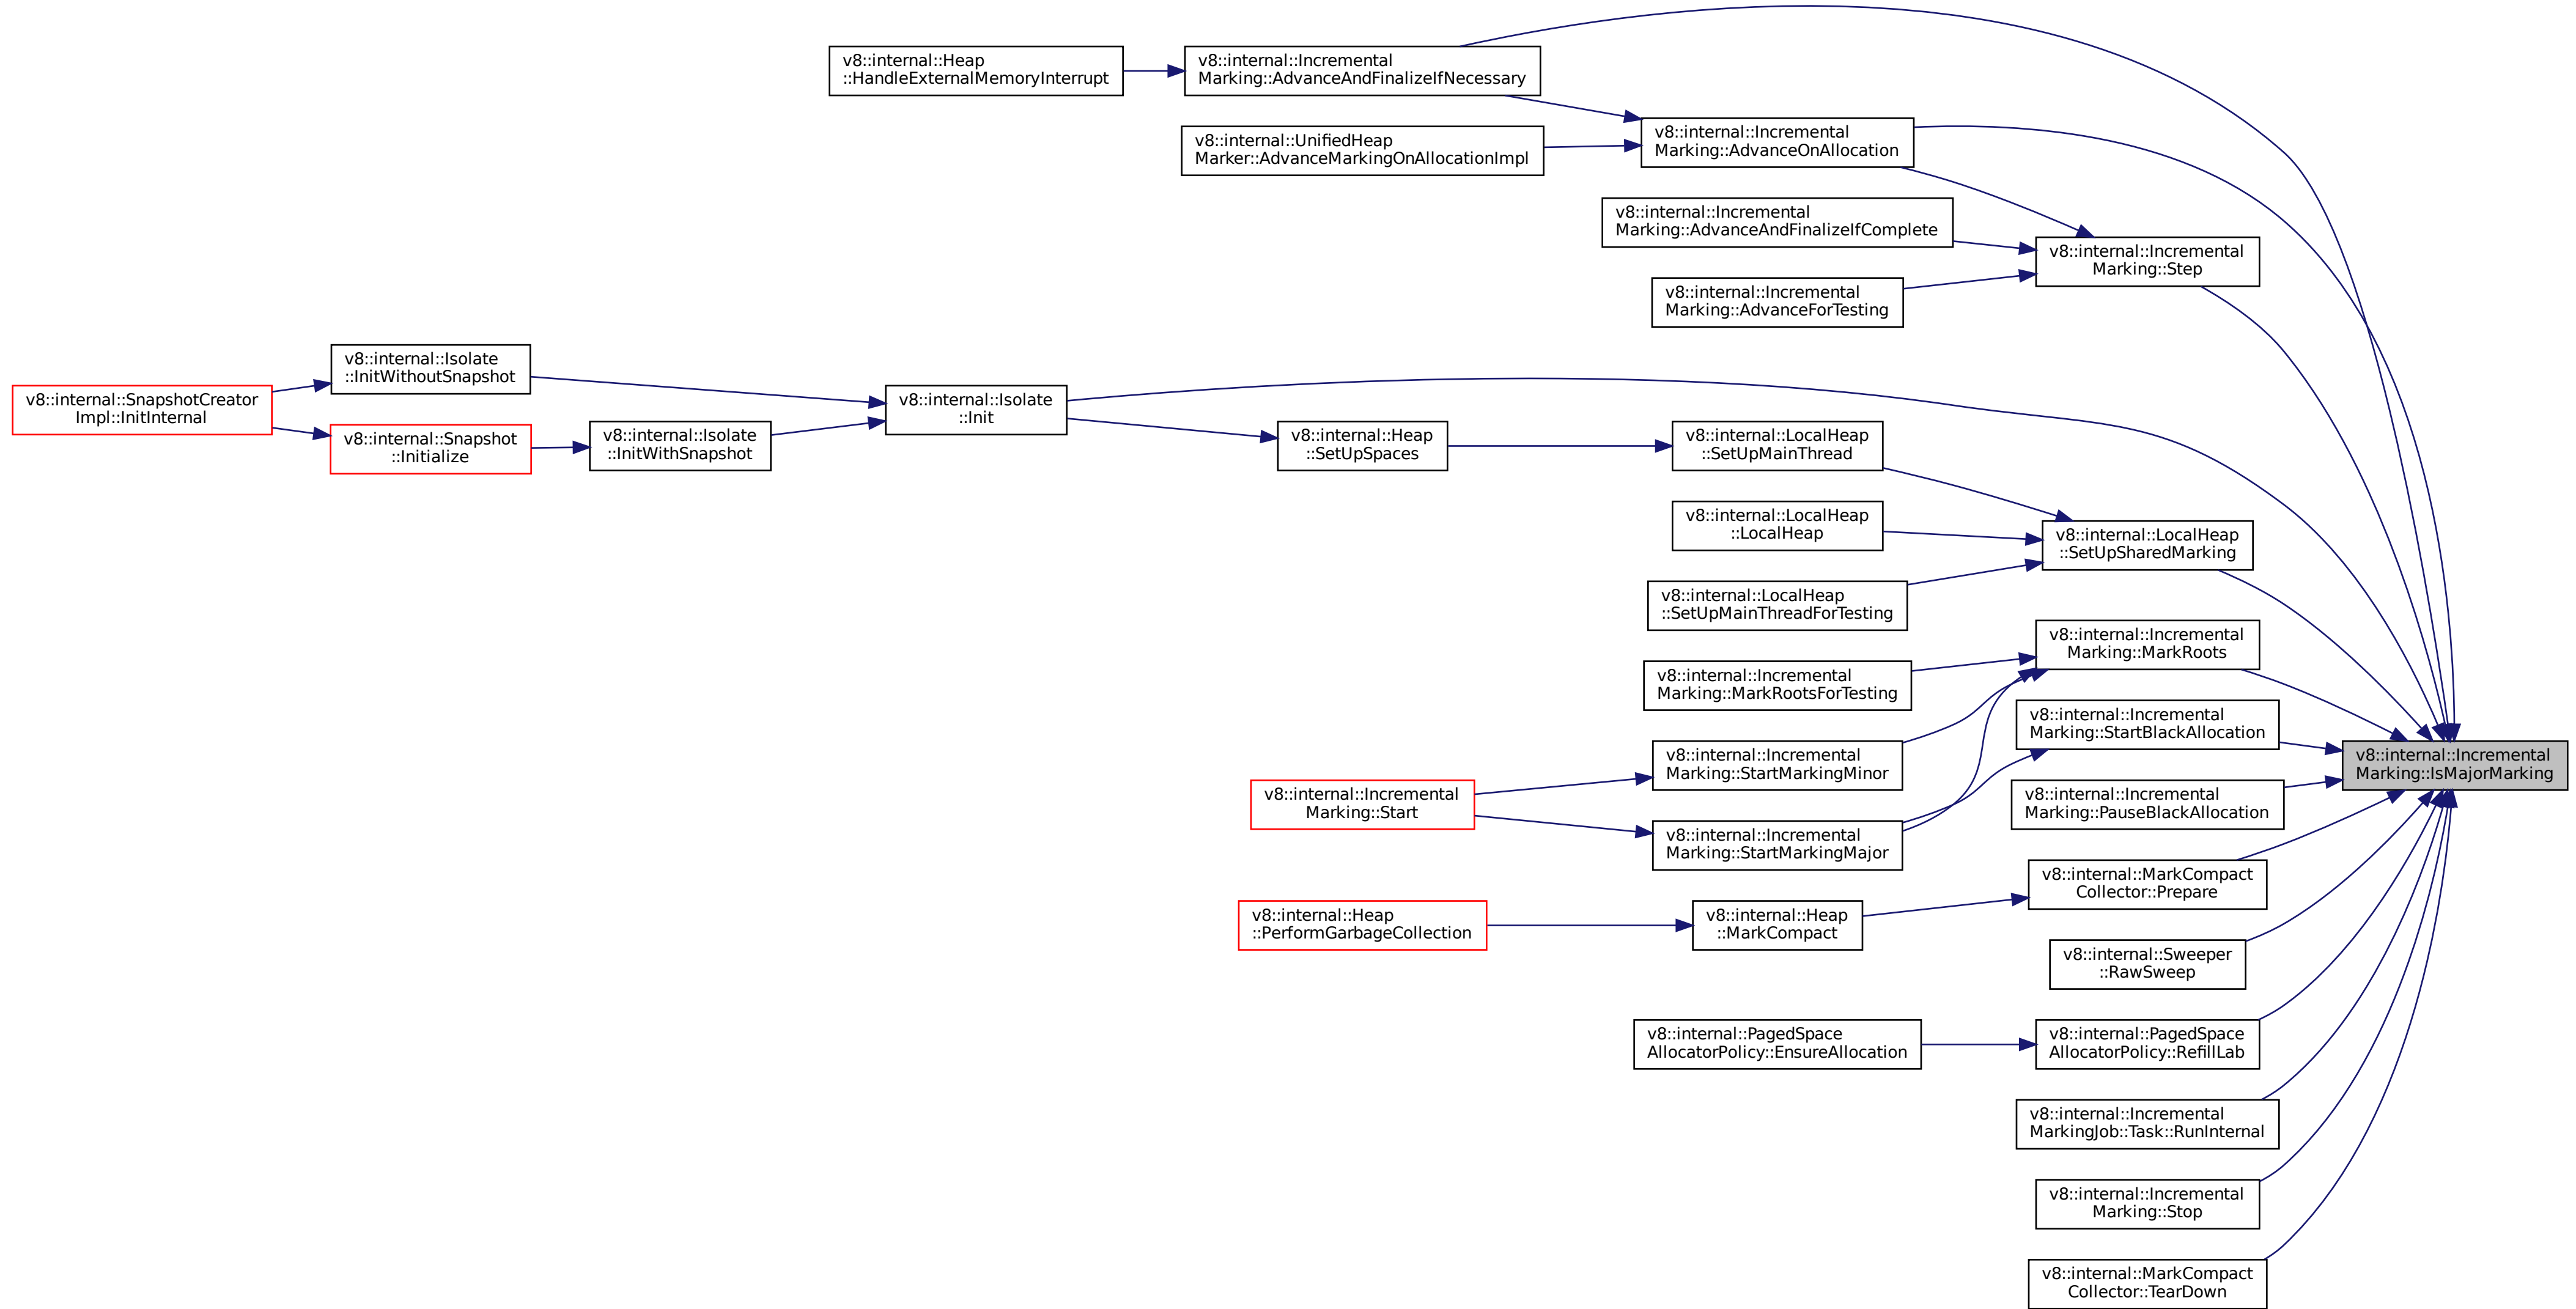 v8::internal::Heap
::HandleExternalMemoryInterrupt
v8::internal::Incremental
Marking::AdvanceAndFinalizeIfNecessary
v8::internal::UnifiedHeap
Marker::AdvanceMarkingOnAllocationImpl
v8::internal::Incremental
Marking::AdvanceOnAllocation
v8::internal::Incremental
Marking::AdvanceAndFinalizeIfComplete
v8::internal::Incremental
Marking::Step
v8::internal::Incremental
Marking::AdvanceForTesting
v8::internal::SnapshotCreator
Impl::InitInternal
v8::internal::Isolate
::InitWithoutSnapshot
v8::internal::Snapshot
::Initialize
v8::internal::Isolate
::InitWithSnapshot
v8::internal::Isolate
::Init
v8::internal::Heap
::SetUpSpaces
v8::internal::LocalHeap
::SetUpMainThread
v8::internal::LocalHeap
::LocalHeap
v8::internal::LocalHeap
::SetUpSharedMarking
v8::internal::LocalHeap
::SetUpMainThreadForTesting
v8::internal::Incremental
Marking::MarkRoots
v8::internal::Incremental
Marking::MarkRootsForTesting
v8::internal::Incremental
Marking::StartBlackAllocation
v8::internal::Incremental
Marking::StartMarkingMinor
v8::internal::Incremental
Marking::IsMajorMarking
v8::internal::Incremental
Marking::Start
v8::internal::Incremental
Marking::PauseBlackAllocation
v8::internal::Incremental
Marking::StartMarkingMajor
v8::internal::MarkCompact
Collector::Prepare
v8::internal::Heap
::PerformGarbageCollection
v8::internal::Heap
::MarkCompact
v8::internal::Sweeper
::RawSweep
v8::internal::PagedSpace
AllocatorPolicy::EnsureAllocation
v8::internal::PagedSpace
AllocatorPolicy::RefillLab
v8::internal::Incremental
MarkingJob::Task::RunInternal
v8::internal::Incremental
Marking::Stop
v8::internal::MarkCompact
Collector::TearDown